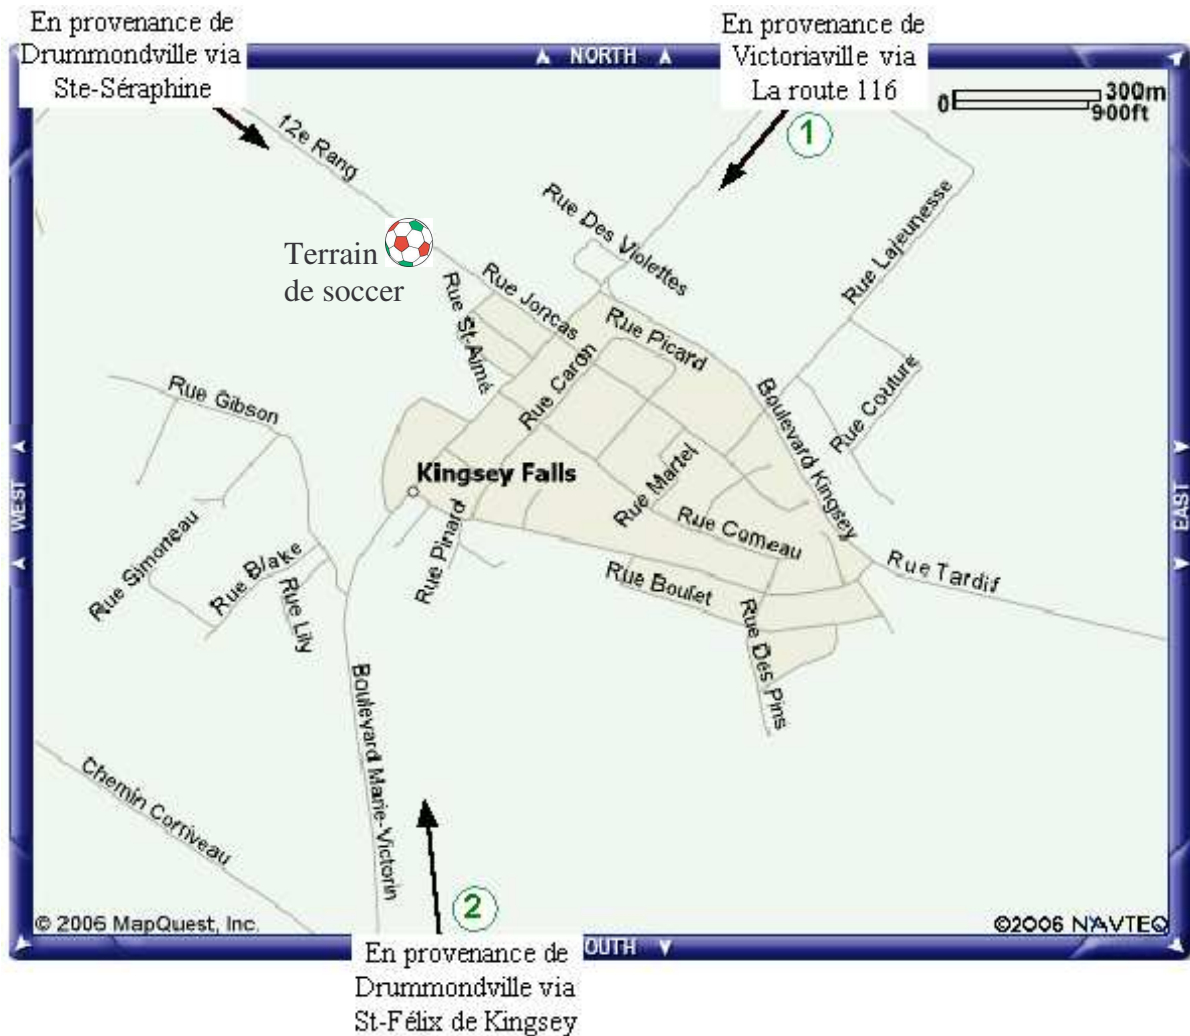 En provenance de
Drummondville via
Ste-Séraphine
En provenance de
Victoriaville via
La route 116
NORTH
0 300m
900ft
1
12e Rang
Rue Des Violettes
Rue Lajeunesse
Terrain
de soccer
Rue Joncas
Rue St-Aimé
Rue Picard
Rue Caron
Rue Couture
Boulevard Kingsey
Rue Gibson
Kingsey Falls
WEST
EAST
Rue Martel
Rue Comeau
Rue Pinard
Rue Simoneau
Rue Blake
Rue Lily
Rue Boulet
Rue Tardif
Rue Des Pins
Boulevard Marie-Victorin
Chemin Corriveau
2
© 2006 MapQuest, Inc.
©2006 NAVTEQ
OUTH
En provenance de
Drummondville via
St-Félix de Kingsey